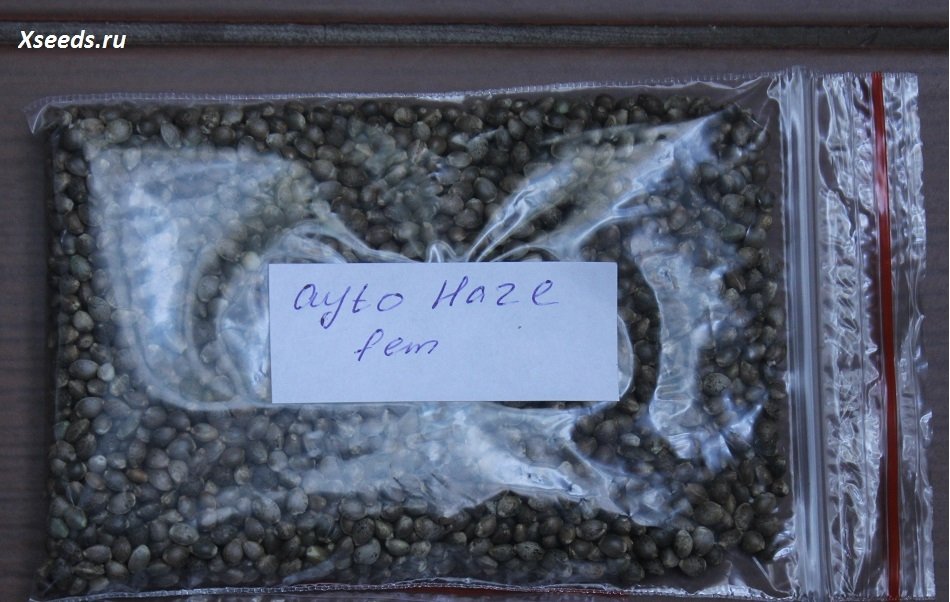 Xseeds.ru
ayto Haze
fem